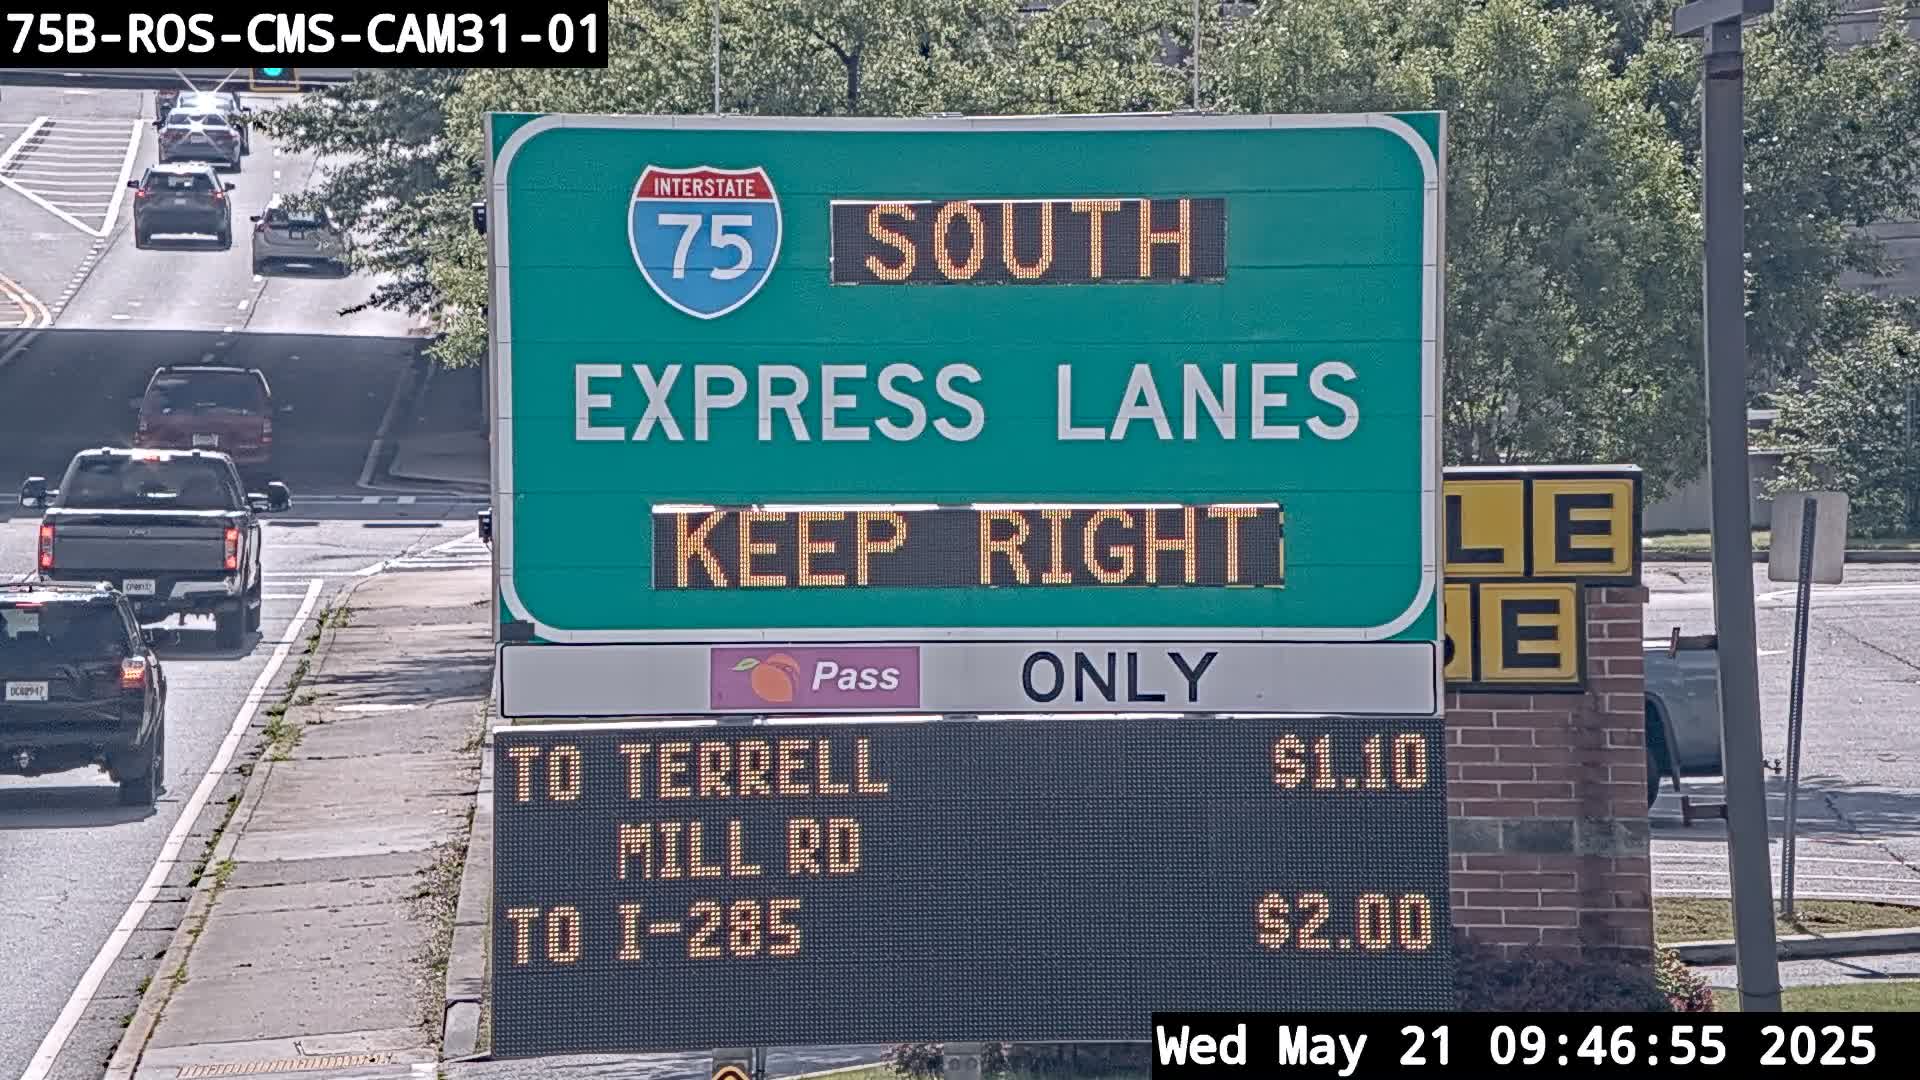 75B-ROS-CMS-CAM31-01
INTERSTATE
75
SOUTH
EXPRESS LANES
KEEP RIGHT
L E
E
Pass ONLY
TO TERRELL $1.10
MILL RD
TO I-285 $2.00
Wed May 21 09:46:55 2025